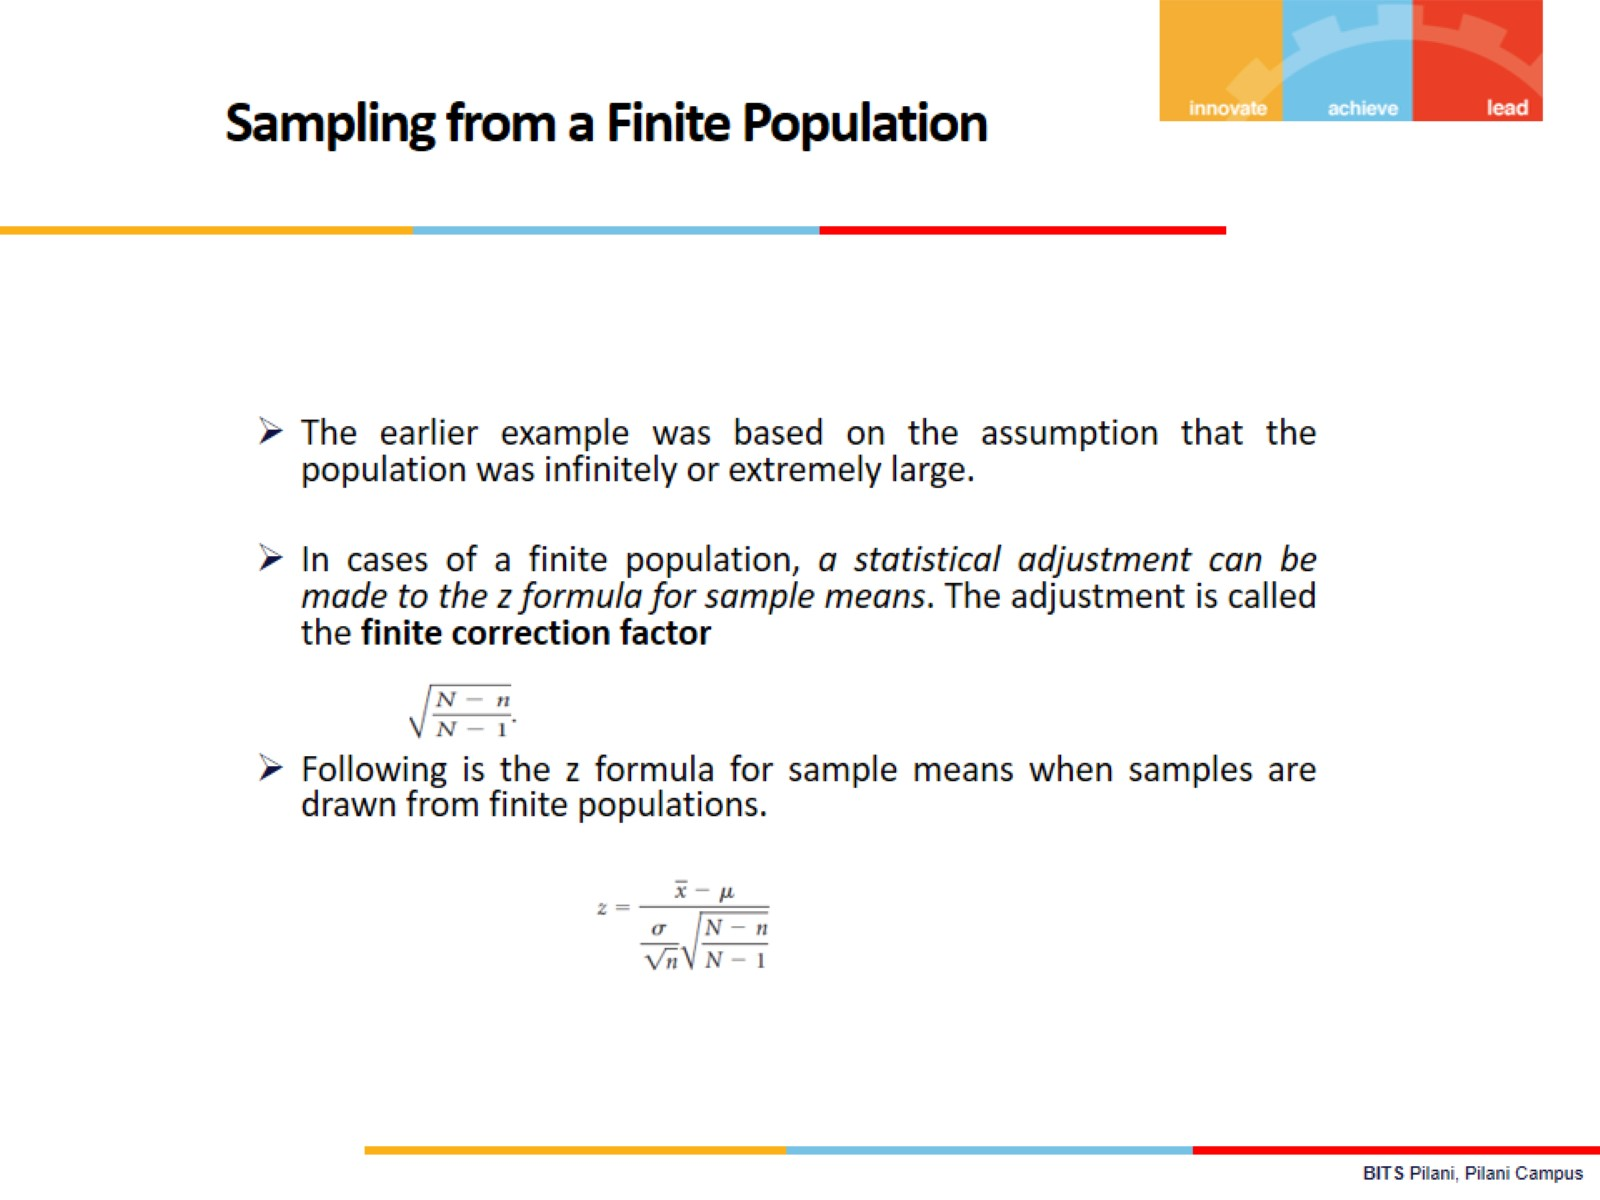 innovate achieve lead
Sampling from a Finite Population
➢ The earlier example was based on the assumption that the
population was infinitely or extremely large.
➢ In cases of a finite population, a statistical adjustment can be
made to the z formula for sample means. The adjustment is called
the finite correction factor
√((N − n)/(N − 1)).
➢ Following is the z formula for sample means when samples are
drawn from finite populations.
z = (x̄ − μ)/((σ/√n)√((N − n)/(N − 1)))
BITS Pilani, Pilani Campus